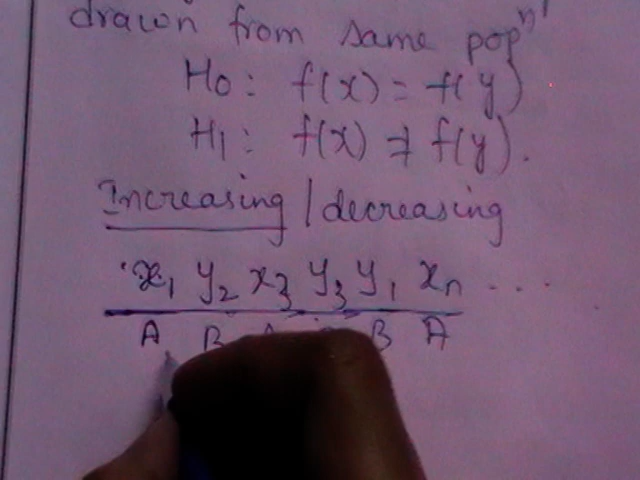 drawn from same popⁿ
H₀: f(x) = f(y)
H₁: f(x) ≠ f(y).
Increasing / decreasing
x₁ y₂ x₃ y₃ y₁ xₙ ...
A B B A